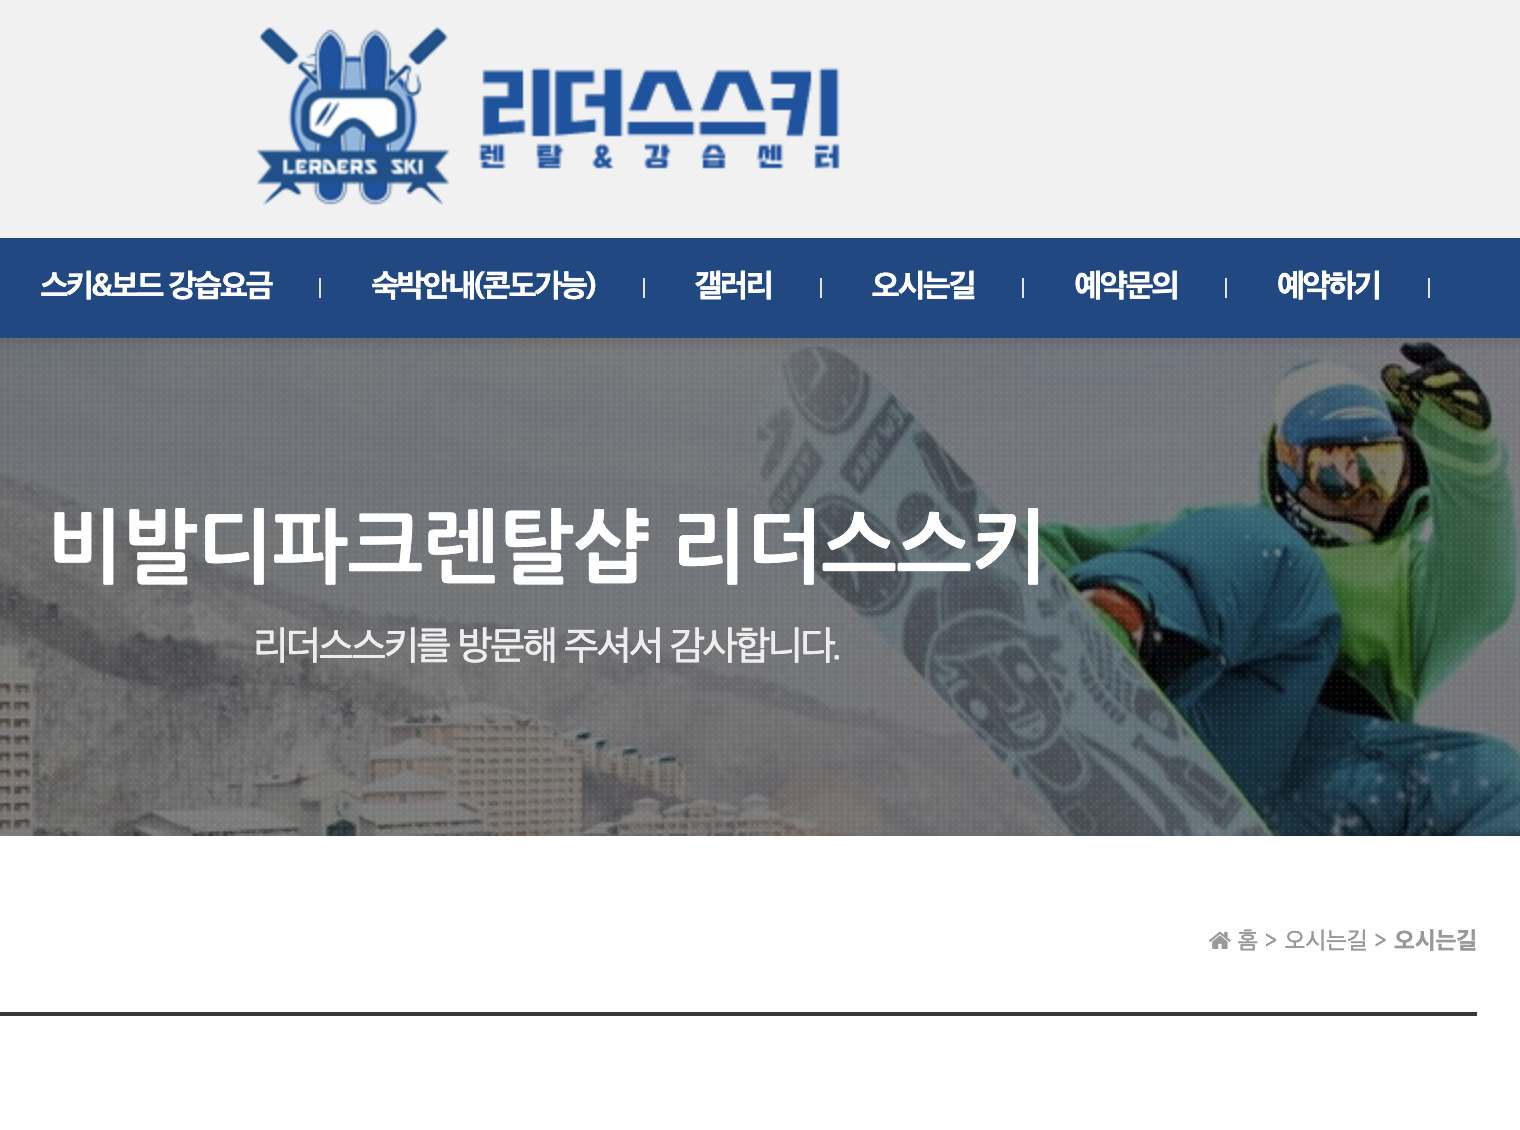 LERDERS SKI
리더스스키
렌탈&강습센터
스키&보드 강습요금 숙박안내(콘도가능) 갤러리 오시는길 예약문의 예약하기
비발디파크렌탈샵 리더스스키
리더스스키를 방문해 주셔서 감사합니다.
홈 > 오시는길 > 오시는길